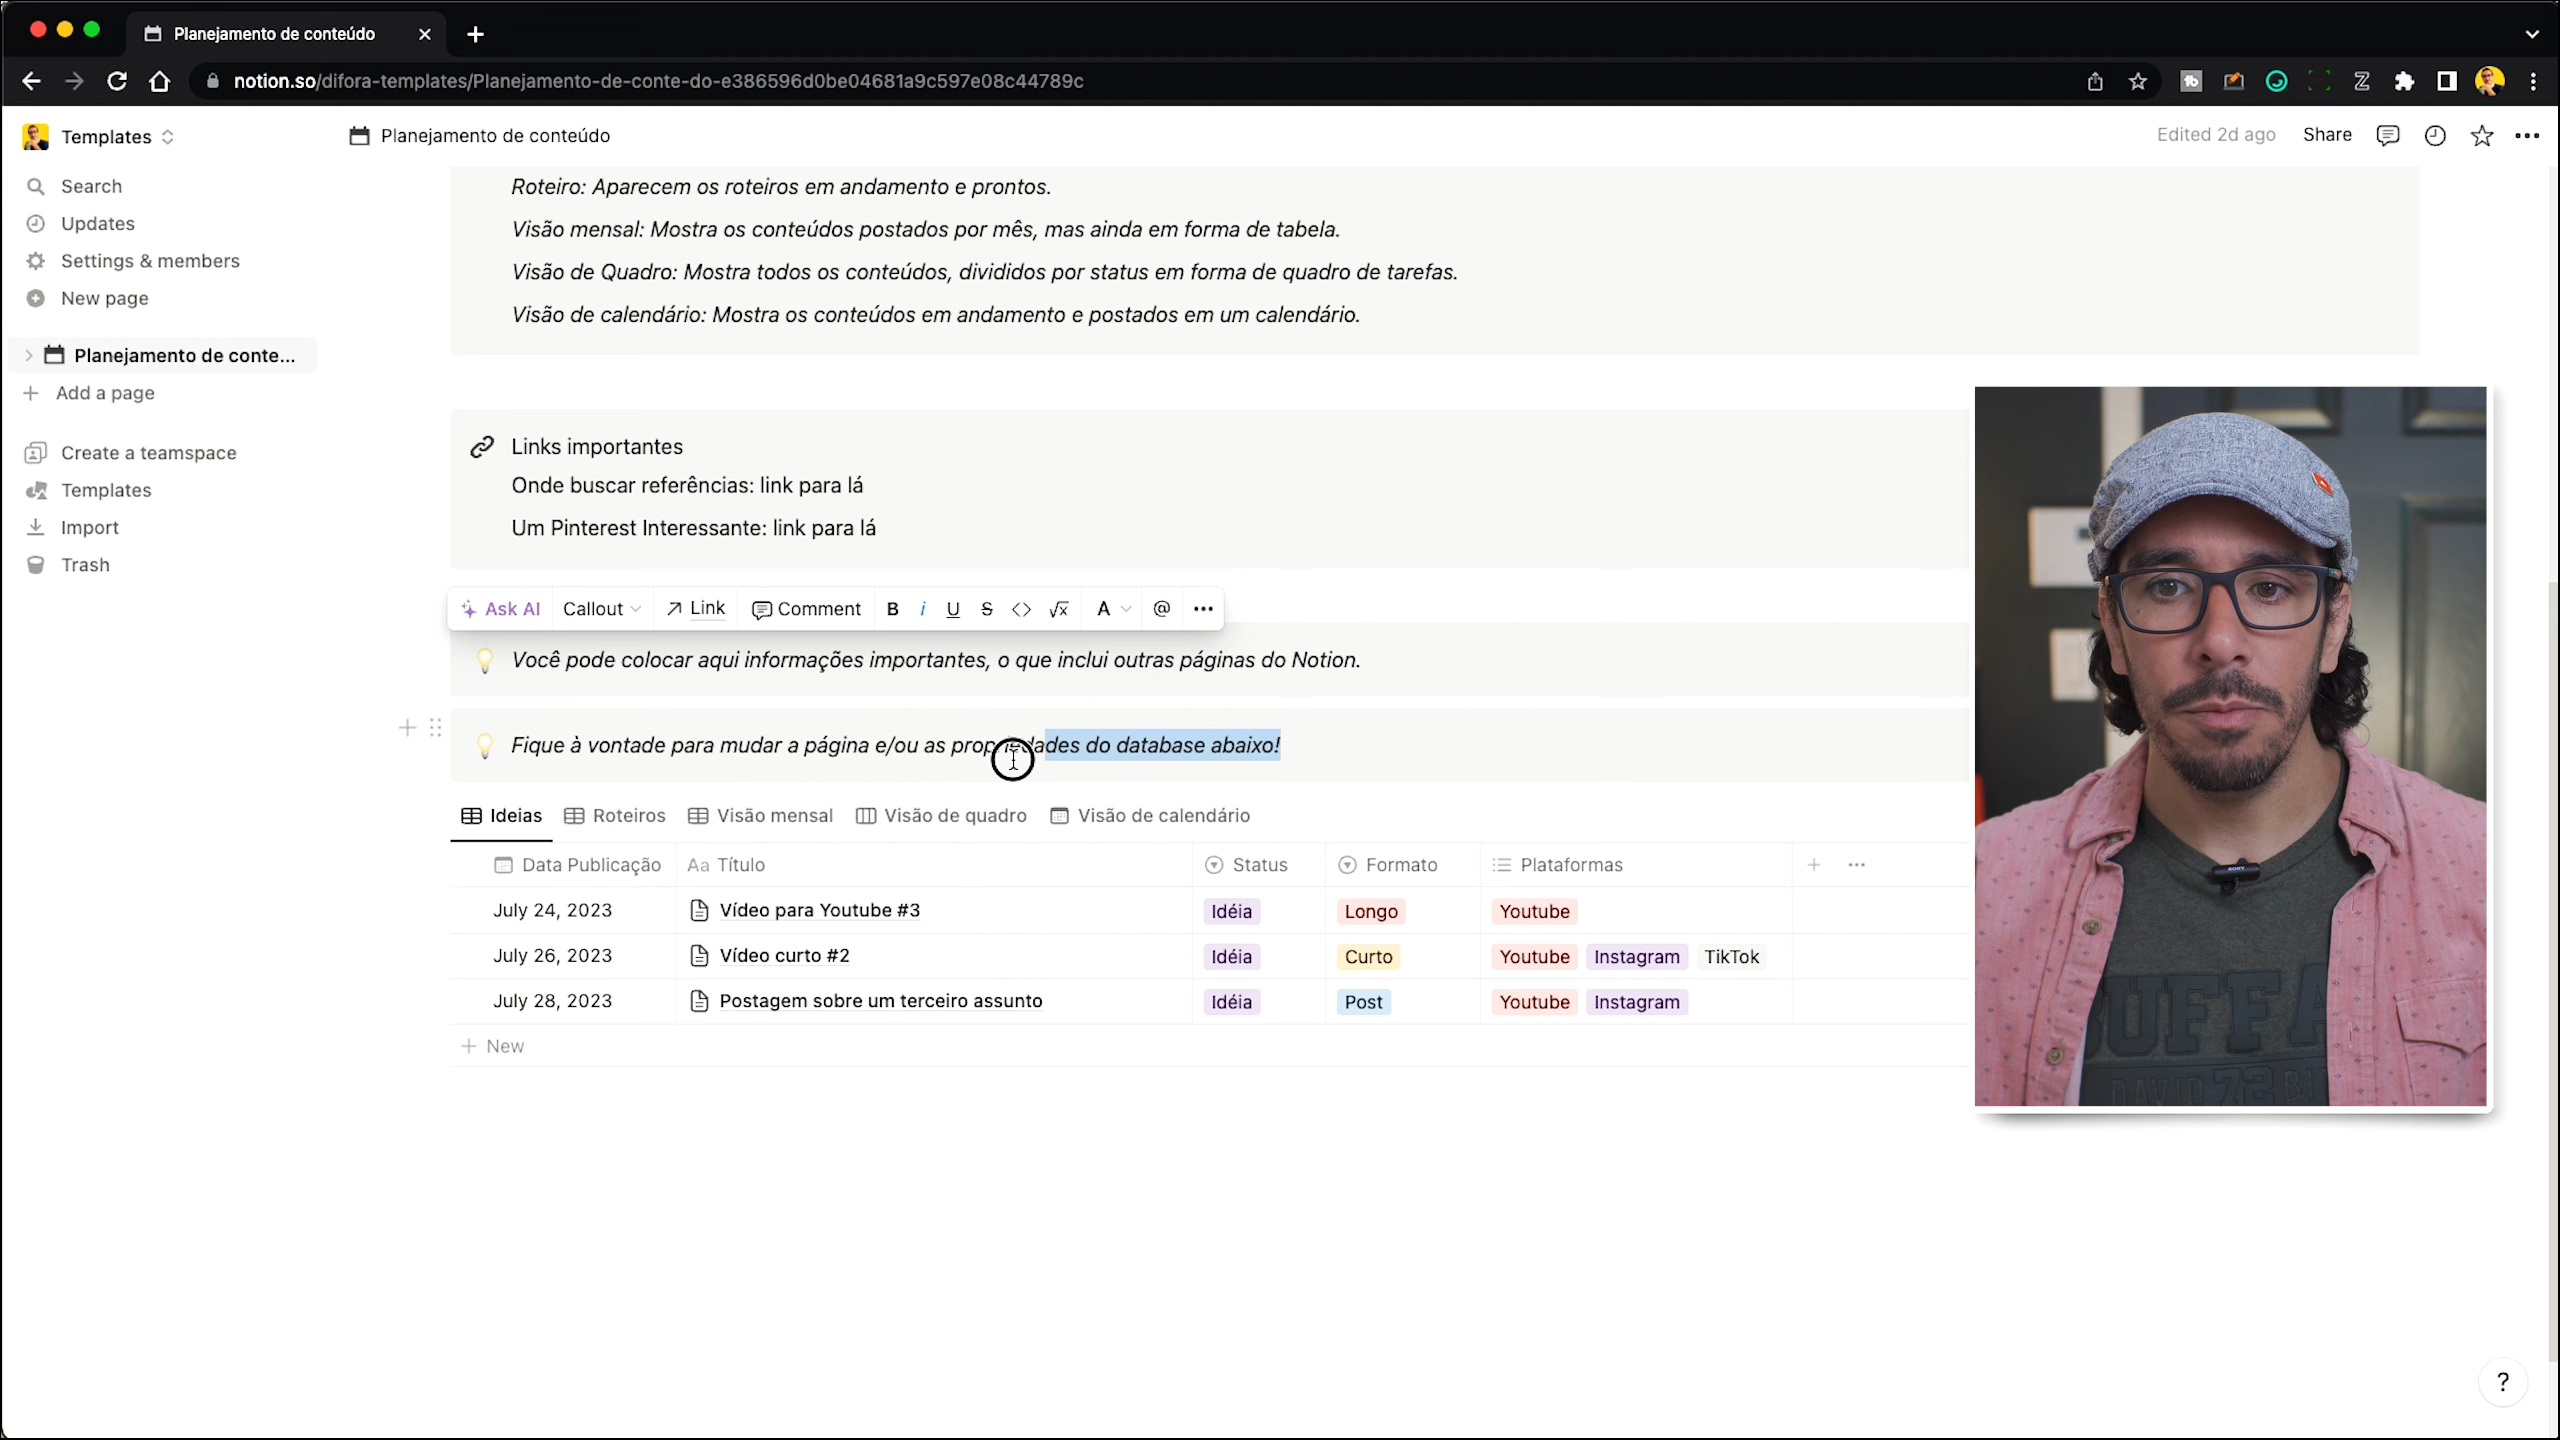 Planejamento de conteúdo
notion.so/difora-templates/Planejamento-de-conte-do-e386596d0be04681a9c597e08c44789c
Templates
Planejamento de conteúdo
Edited 2d ago
Share
Search
Updates
Settings & members
New page
Planejamento de conte...
Add a page
Create a teamspace
Templates
Import
Trash
Roteiro: Aparecem os roteiros em andamento e prontos.
Visão mensal: Mostra os conteúdos postados por mês, mas ainda em forma de tabela.
Visão de Quadro: Mostra todos os conteúdos, divididos por status em forma de quadro de tarefas.
Visão de calendário: Mostra os conteúdos em andamento e postados em um calendário.
Links importantes
Onde buscar referências: link para lá
Um Pinterest Interessante: link para lá
Ask AI Callout Link Comment B i U S <> √x A @ •••
Você pode colocar aqui informações importantes, o que inclui outras páginas do Notion.
Fique à vontade para mudar a página e/ou as propriedades do database abaixo!
Ideias Roteiros Visão mensal Visão de quadro Visão de calendário
Data Publicação Aa Título Status Formato Plataformas
July 24, 2023 Vídeo para Youtube #3 Idéia Longo Youtube
July 26, 2023 Vídeo curto #2 Idéia Curto Youtube Instagram TikTok
July 28, 2023 Postagem sobre um terceiro assunto Idéia Post Youtube Instagram
+ New
SONY
?